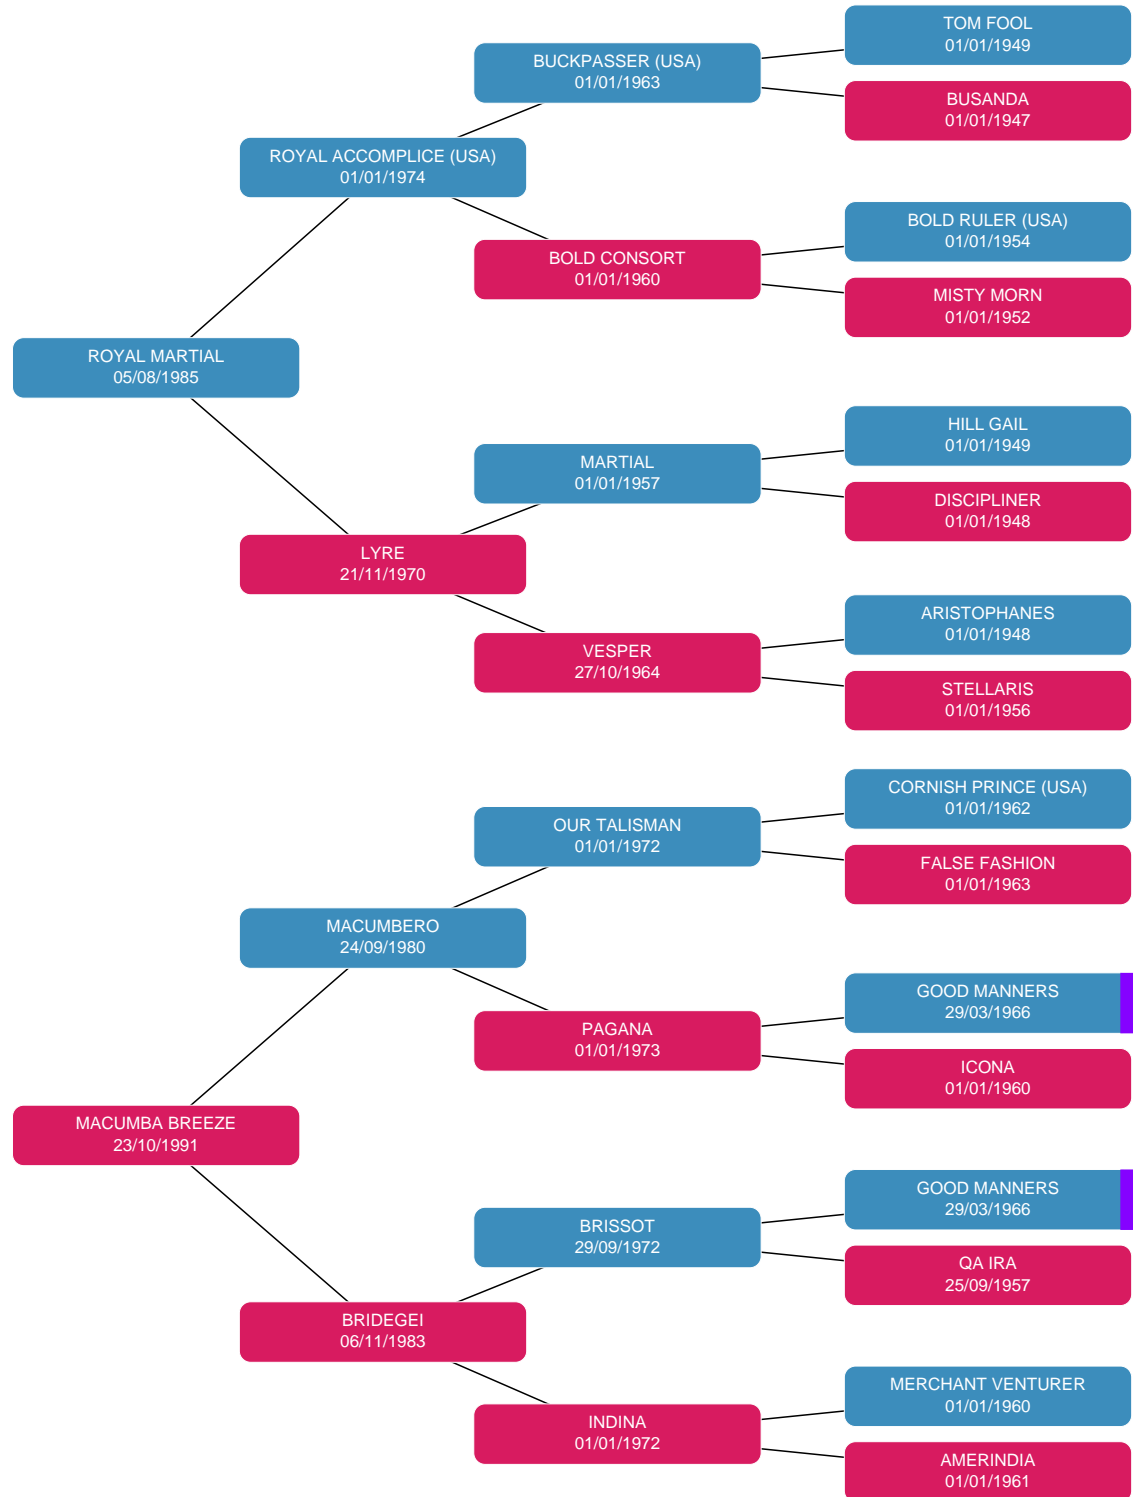 TOM FOOL
01/01/1949
BUCKPASSER (USA)
01/01/1963
BUSANDA
01/01/1947
ROYAL ACCOMPLICE (USA)
01/01/1974
BOLD RULER (USA)
01/01/1954
BOLD CONSORT
01/01/1960
MISTY MORN
01/01/1952
ROYAL MARTIAL
05/08/1985
HILL GAIL
01/01/1949
MARTIAL
01/01/1957
DISCIPLINER
01/01/1948
LYRE
21/11/1970
ARISTOPHANES
01/01/1948
VESPER
27/10/1964
STELLARIS
01/01/1956
CORNISH PRINCE (USA)
01/01/1962
OUR TALISMAN
01/01/1972
FALSE FASHION
01/01/1963
MACUMBERO
24/09/1980
GOOD MANNERS
29/03/1966
PAGANA
01/01/1973
ICONA
01/01/1960
MACUMBA BREEZE
23/10/1991
GOOD MANNERS
29/03/1966
BRISSOT
29/09/1972
QA IRA
25/09/1957
BRIDEGEI
06/11/1983
MERCHANT VENTURER
01/01/1960
INDINA
01/01/1972
AMERINDIA
01/01/1961